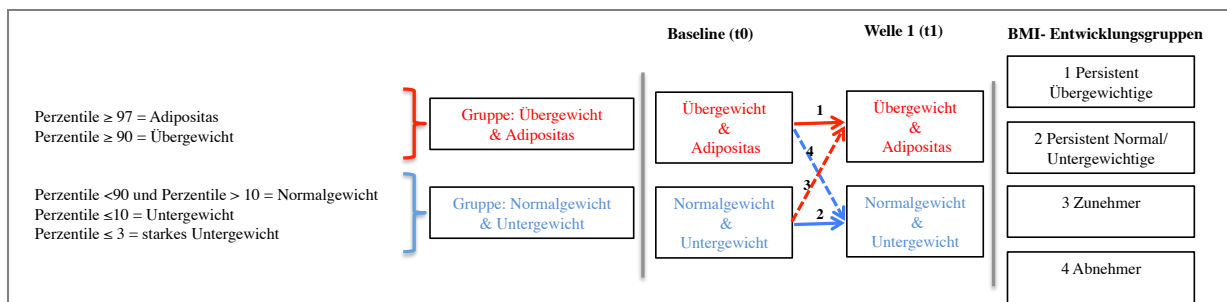 Baseline (t0)
Welle 1 (t1)
BMI- Entwicklungsgruppen
Perzentile ≥ 97 = Adipositas
Perzentile ≥ 90 = Übergewicht
Gruppe: Übergewicht
& Adipositas
Übergewicht
&
Adipositas
1
4
3
2
Übergewicht
&
Adipositas
Perzentile <90 und Perzentile > 10 = Normalgewicht
Perzentile ≤10 = Untergewicht
Perzentile ≤ 3 = starkes Untergewicht
Gruppe: Normalgewicht
& Untergewicht
Normalgewicht
&
Untergewicht
Normalgewicht
&
Untergewicht
1 Persistent
Übergewichtige
2 Persistent Normal/
Untergewichtige
3 Zunehmer
4 Abnehmer